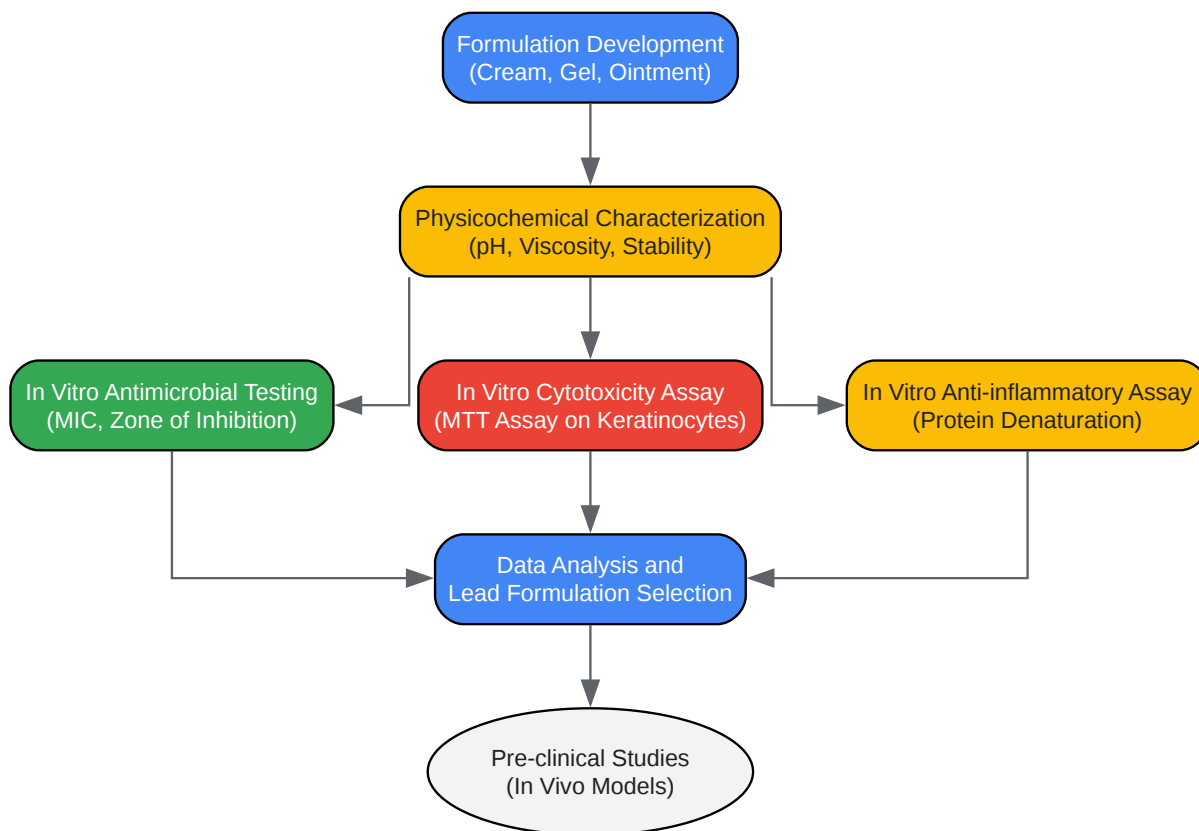 Formulation Development
(Cream, Gel, Ointment)
Physicochemical Characterization
(pH, Viscosity, Stability)
In Vitro Antimicrobial Testing
(MIC, Zone of Inhibition)
In Vitro Cytotoxicity Assay
(MTT Assay on Keratinocytes)
In Vitro Anti-inflammatory Assay
(Protein Denaturation)
Data Analysis and
Lead Formulation Selection
Pre-clinical Studies
(In Vivo Models)